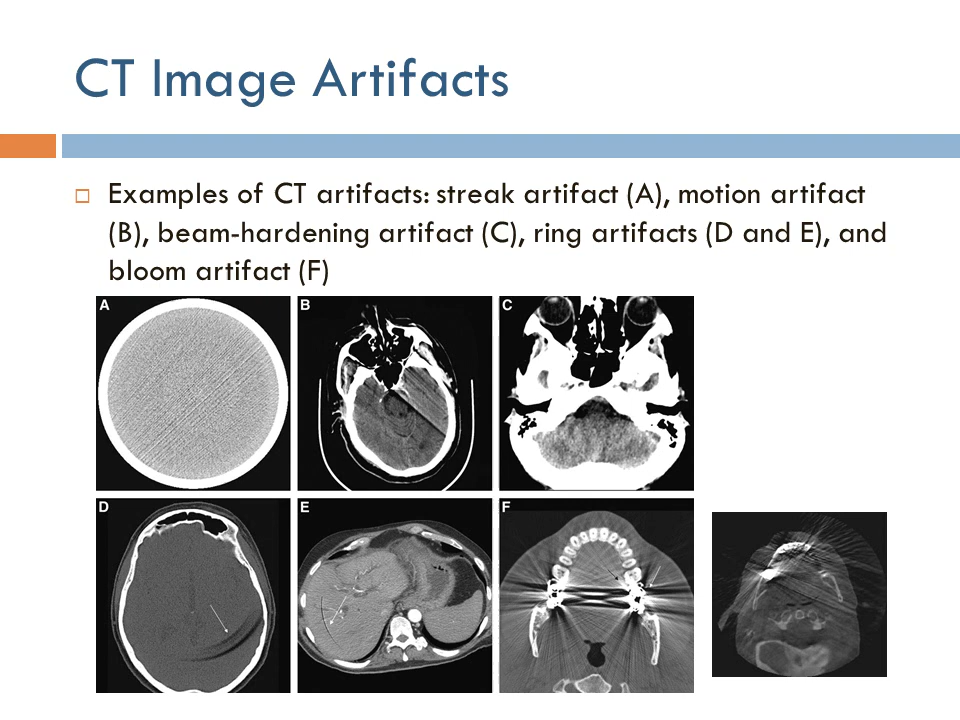 CT Image Artifacts
Examples of CT artifacts: streak artifact (A), motion artifact
(B), beam-hardening artifact (C), ring artifacts (D and E), and
bloom artifact (F)
A
B
C
D
E
F